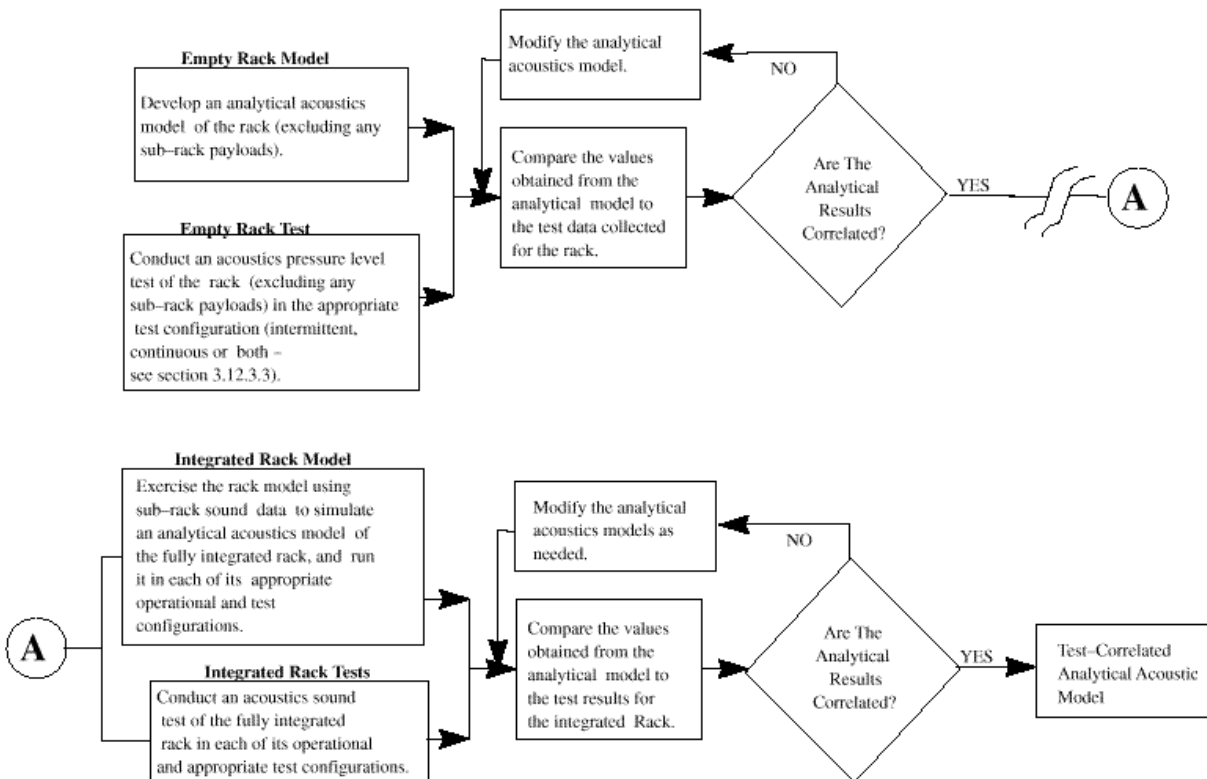 Empty Rack Model
Develop an analytical acoustics
model of the rack (excluding any
sub–rack payloads).
Empty Rack Test
Conduct an acoustics pressure level
test of the rack (excluding any
sub–rack payloads) in the appropriate
test configuration (intermittent,
continuous or both –
see section 3.12.3.3).
Modify the analytical
acoustics model.
NO
Compare the values
obtained from the
analytical model to
the test data collected
for the rack.
Are The
Analytical
Results
Correlated?
YES
A
A
Integrated Rack Model
Exercise the rack model using
sub–rack sound data to simulate
an analytical acoustics model of
the fully integrated rack, and run
it in each of its appropriate
operational and test
configurations.
Integrated Rack Tests
Conduct an acoustics sound
test of the fully integrated
rack in each of its operational
and appropriate test configurations.
Modify the analytical
acoustics models as
needed.
NO
Compare the values
obtained from the
analytical model to
the test results for
the integrated Rack.
Are The
Analytical
Results
Correlated?
YES
Test–Correlated
Analytical Acoustic
Model